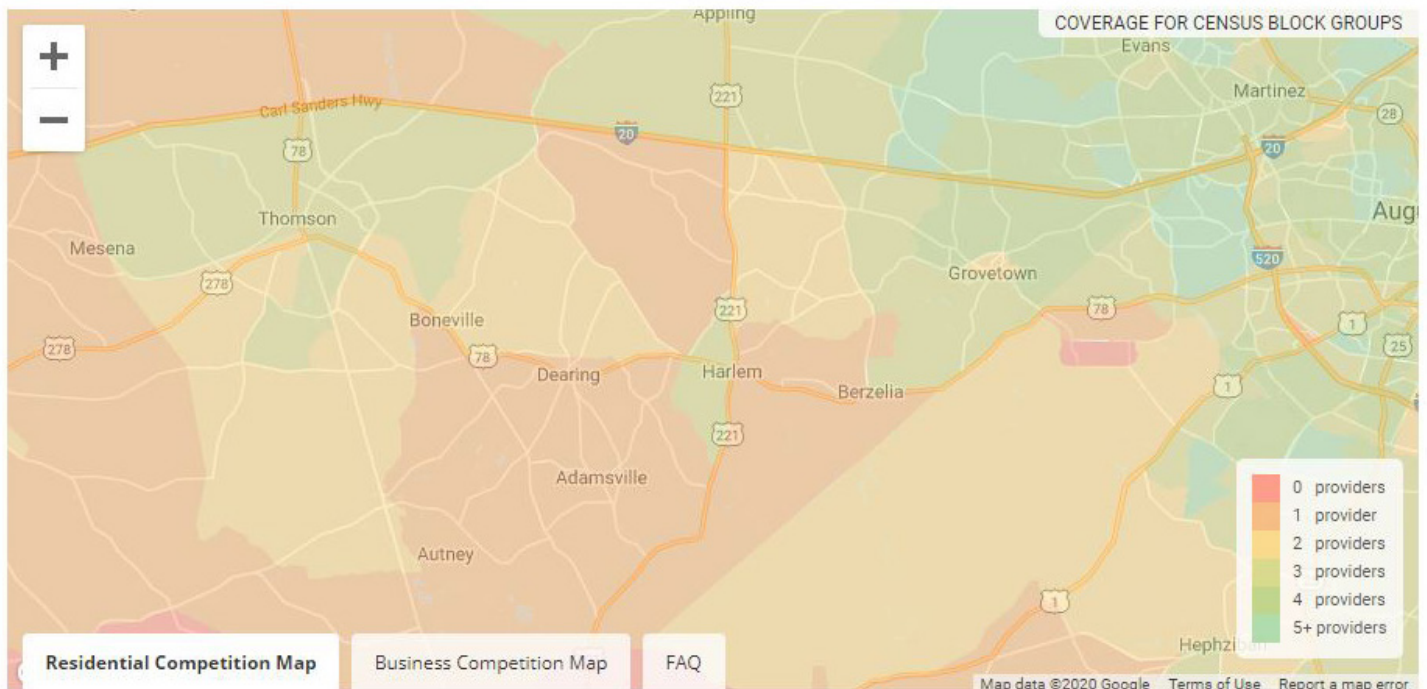 Appling
COVERAGE FOR CENSUS BLOCK GROUPS
+
Evans
Martinez
−
221
Carl Sanders Hwy
28
20
78
20
Thomson
Aug
Mesena
520
Grovetown
278
221
78
Boneville
1
278
78
25
Dearing
Harlem
1
Berzelia
221
Adamsville
0 providers
1 provider
2 providers
3 providers
4 providers
5+ providers
Autney
1
Residential Competition Map
Business Competition Map
FAQ
Map data ©2020 Google
Terms of Use
Report a map error